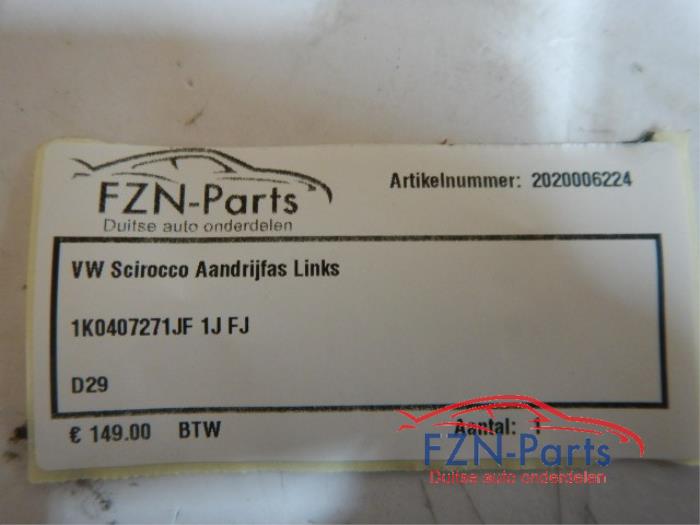 FZN-Parts
Duitse auto onderdelen
Artikelnummer: 2020006224
VW Scirocco Aandrijfas Links
1K0407271JF 1J FJ
D29
€ 149.00 BTW
Aantal: 1
FZN-Parts
Duitse auto onderdelen